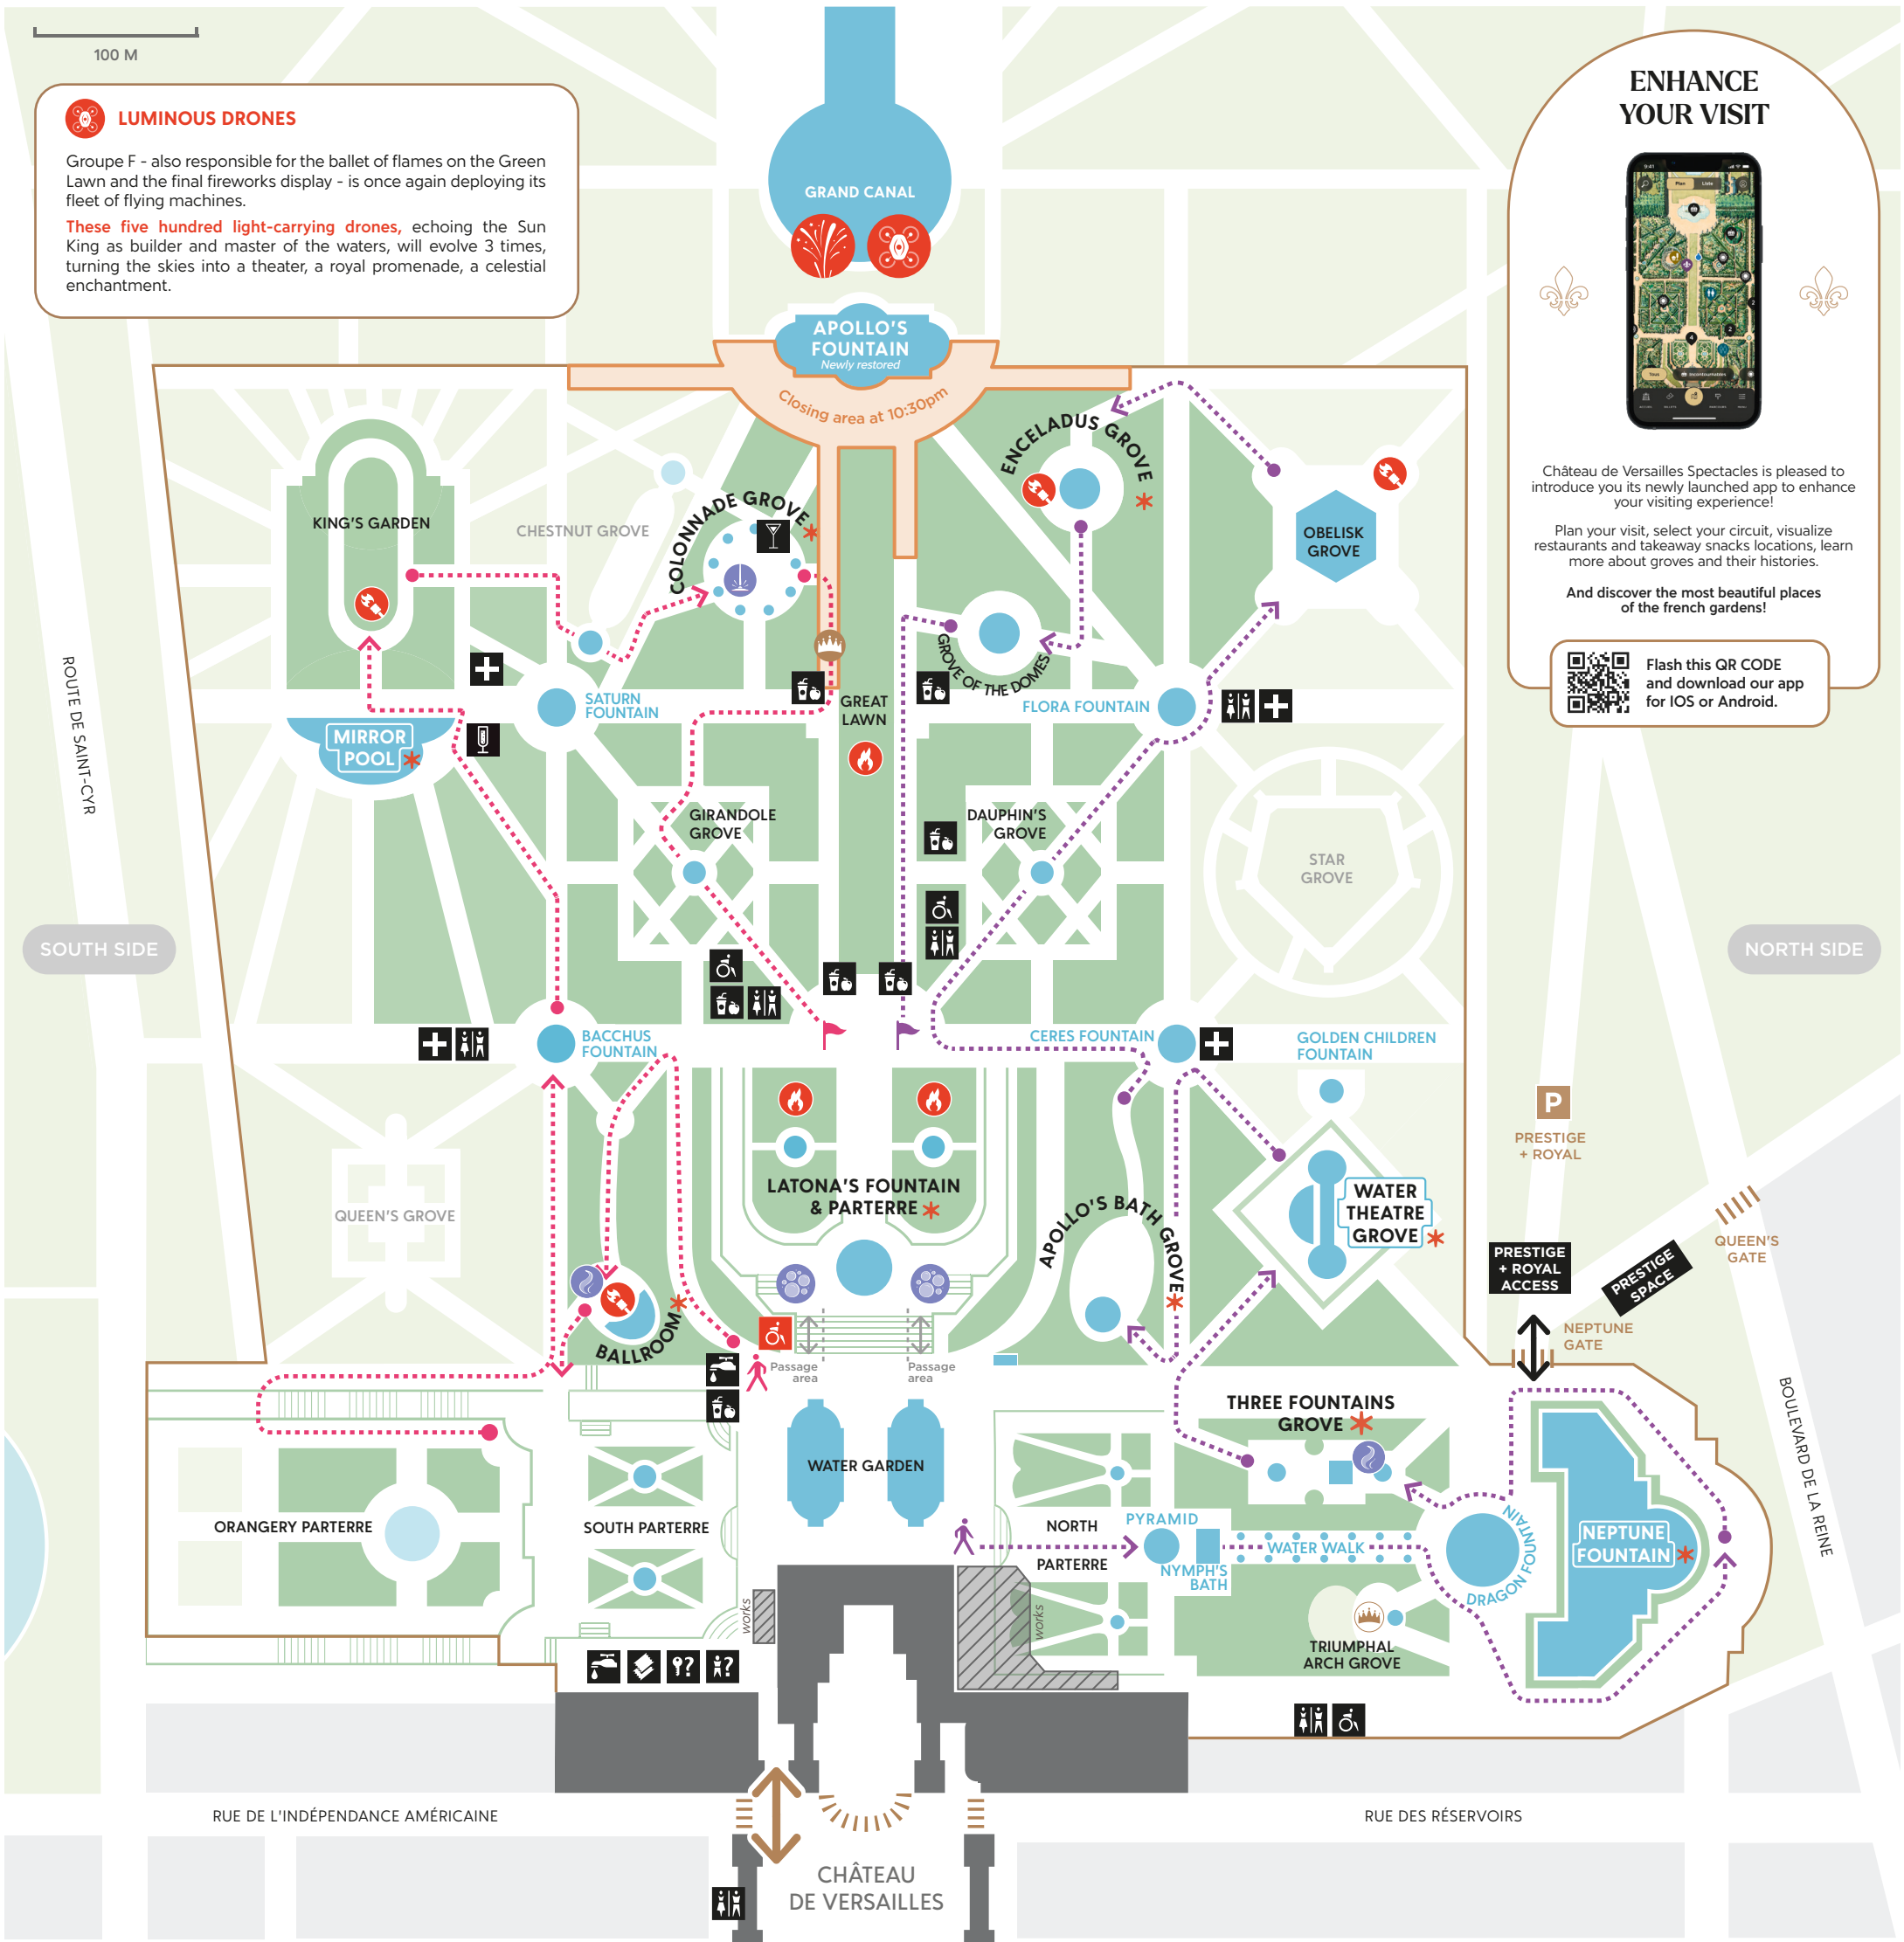 100 M
LUMINOUS DRONES
Groupe F - also responsible for the ballet of flames on the Green
Lawn and the final fireworks display - is once again deploying its
fleet of flying machines.
These five hundred light-carrying drones, echoing the Sun
King as builder and master of the waters, will evolve 3 times,
turning the skies into a theater, a royal promenade, a celestial
enchantment.
ENHANCE
YOUR VISIT
9:41
Plan
Liste
Château de Versailles Spectacles is pleased to
introduce you its newly launched app to enhance
your visiting experience!
Plan your visit, select your circuit, visualize
restaurants and takeaway snacks locations, learn
more about groves and their histories.
And discover the most beautiful places
of the french gardens!
Flash this QR CODE
and download our app
for IOS or Android.
GRAND CANAL
APOLLO'S
FOUNTAIN
Newly restored
Closing area at 10:30pm
KING'S GARDEN
CHESTNUT GROVE
COLONNADE GROVE
ENCELADUS GROVE
OBELISK
GROVE
GROVE OF THE DOMES
ROUTE DE SAINT-CYR
SATURN
FOUNTAIN
GREAT
LAWN
FLORA FOUNTAIN
MIRROR
POOL
GIRANDOLE
GROVE
DAUPHIN'S
GROVE
STAR
GROVE
SOUTH SIDE
NORTH SIDE
BACCHUS
FOUNTAIN
CERES FOUNTAIN
GOLDEN CHILDREN
FOUNTAIN
P
PRESTIGE
+ ROYAL
QUEEN'S GROVE
LATONA'S FOUNTAIN
& PARTERRE
APOLLO'S BATH GROVE
WATER
THEATRE
GROVE
QUEEN'S
GATE
PRESTIGE
+ ROYAL
ACCESS
PRESTIGE
SPACE
NEPTUNE
GATE
BALLROOM
Passage
area
Passage
area
BOULEVARD DE LA REINE
THREE FOUNTAINS
GROVE
WATER GARDEN
ORANGERY PARTERRE
SOUTH PARTERRE
NORTH
PARTERRE
PYRAMID
NYMPH'S
BATH
WATER WALK
DRAGON FOUNTAIN
NEPTUNE
FOUNTAIN
works
works
TRIUMPHAL
ARCH GROVE
?
?
RUE DE L'INDÉPENDANCE AMÉRICAINE
RUE DES RÉSERVOIRS
CHÂTEAU
DE VERSAILLES